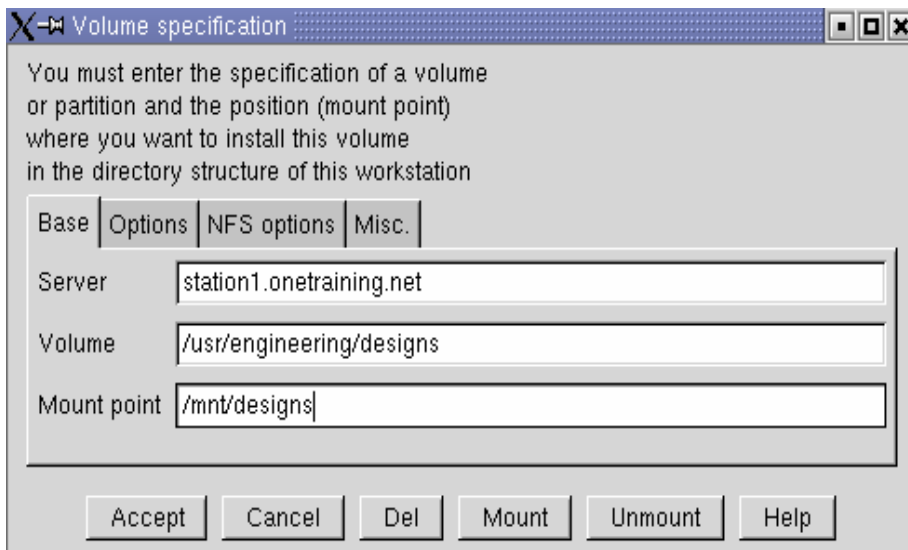 Volume specification
You must enter the specification of a volume
or partition and the position (mount point)
where you want to install this volume
in the directory structure of this workstation
Base Options NFS options Misc.
Server station1.onetraining.net
Volume /usr/engineering/designs
Mount point /mnt/designs
Accept Cancel Del Mount Unmount Help